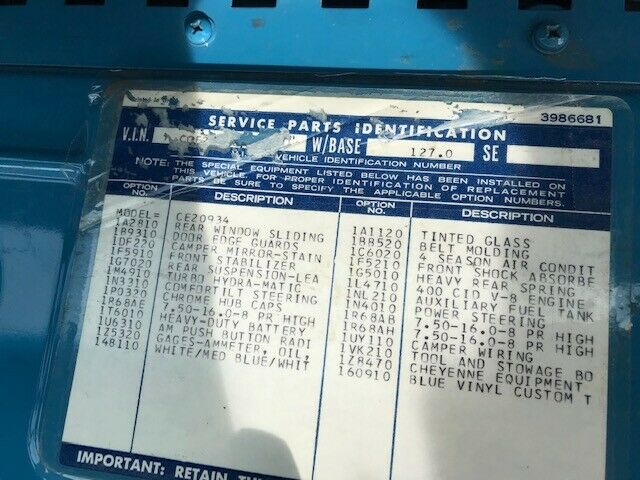 3986681
SERVICE PARTS IDENTIFICATION
V.I.N. W/BASE 127.0 SE
VEHICLE IDENTIFICATION NUMBER
NOTE: THE SPECIAL EQUIPMENT LISTED BELOW HAS BEEN INSTALLED ON
THIS VEHICLE. FOR PROPER IDENTIFICATION OF REPLACEMENT
PARTS BE SURE TO SPECIFY THE APPLICABLE OPTION NUMBERS.
OPTION NO. DESCRIPTION
MODEL= CE20934
1A2810 REAR WINDOW SLIDING
1B9310 DOOR EDGE GUARDS
1DF220 CAMPER MIRROR-STAIN
1F5910 FRONT STABILIZER
1G7020 REAR SUSPENSION-LEA
1M4910 TURBO HYDRA-MATIC
1N3310 COMFORTILT STEERING
1P0320 CHROME HUB CAPS
1R68AE 7.50-16.0-8 PR HIGH
1T6010 HEAVY-DUTY BATTERY
1U6310 AM PUSH BUTTON RADI
1Z5320 GAGES-AMMETER, OIL,
148110 WHITE/MED BLUE/WHIT
OPTION NO. DESCRIPTION
1A1120 TINTED GLASS
1B8520 BELT MOLDING
1C6020 4 SEASON AIR CONDIT
1F5210 FRONT SHOCK ABSORBE
1G5010 HEAVY REAR SPRING
1L4710 400 CID V-8 ENGINE
1NL210 AUXILIARY FUEL TANK
1N4010 POWER STEERING
1R68AB 7.50-16.0-8 PR HIGH
1R68AH 7.50-16.0-8 PR HIGH
1UY110 CAMPER WIRING
1VK210 TOOL AND STOWAGE BO
1Z8470 CHEYENNE EQUIPMENT
160910 BLUE VINYL CUSTOM T
IMPORTANT: RETAIN